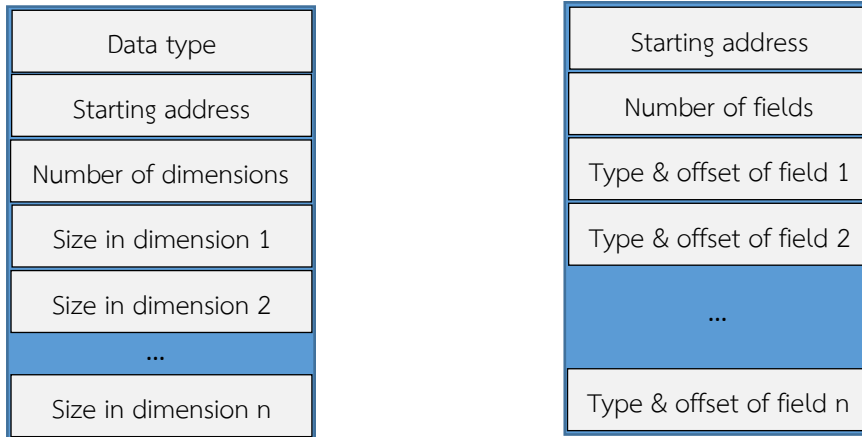 Data type
Starting address
Number of dimensions
Size in dimension 1
Size in dimension 2
...
Size in dimension n
Starting address
Number of fields
Type & offset of field 1
Type & offset of field 2
...
Type & offset of field n